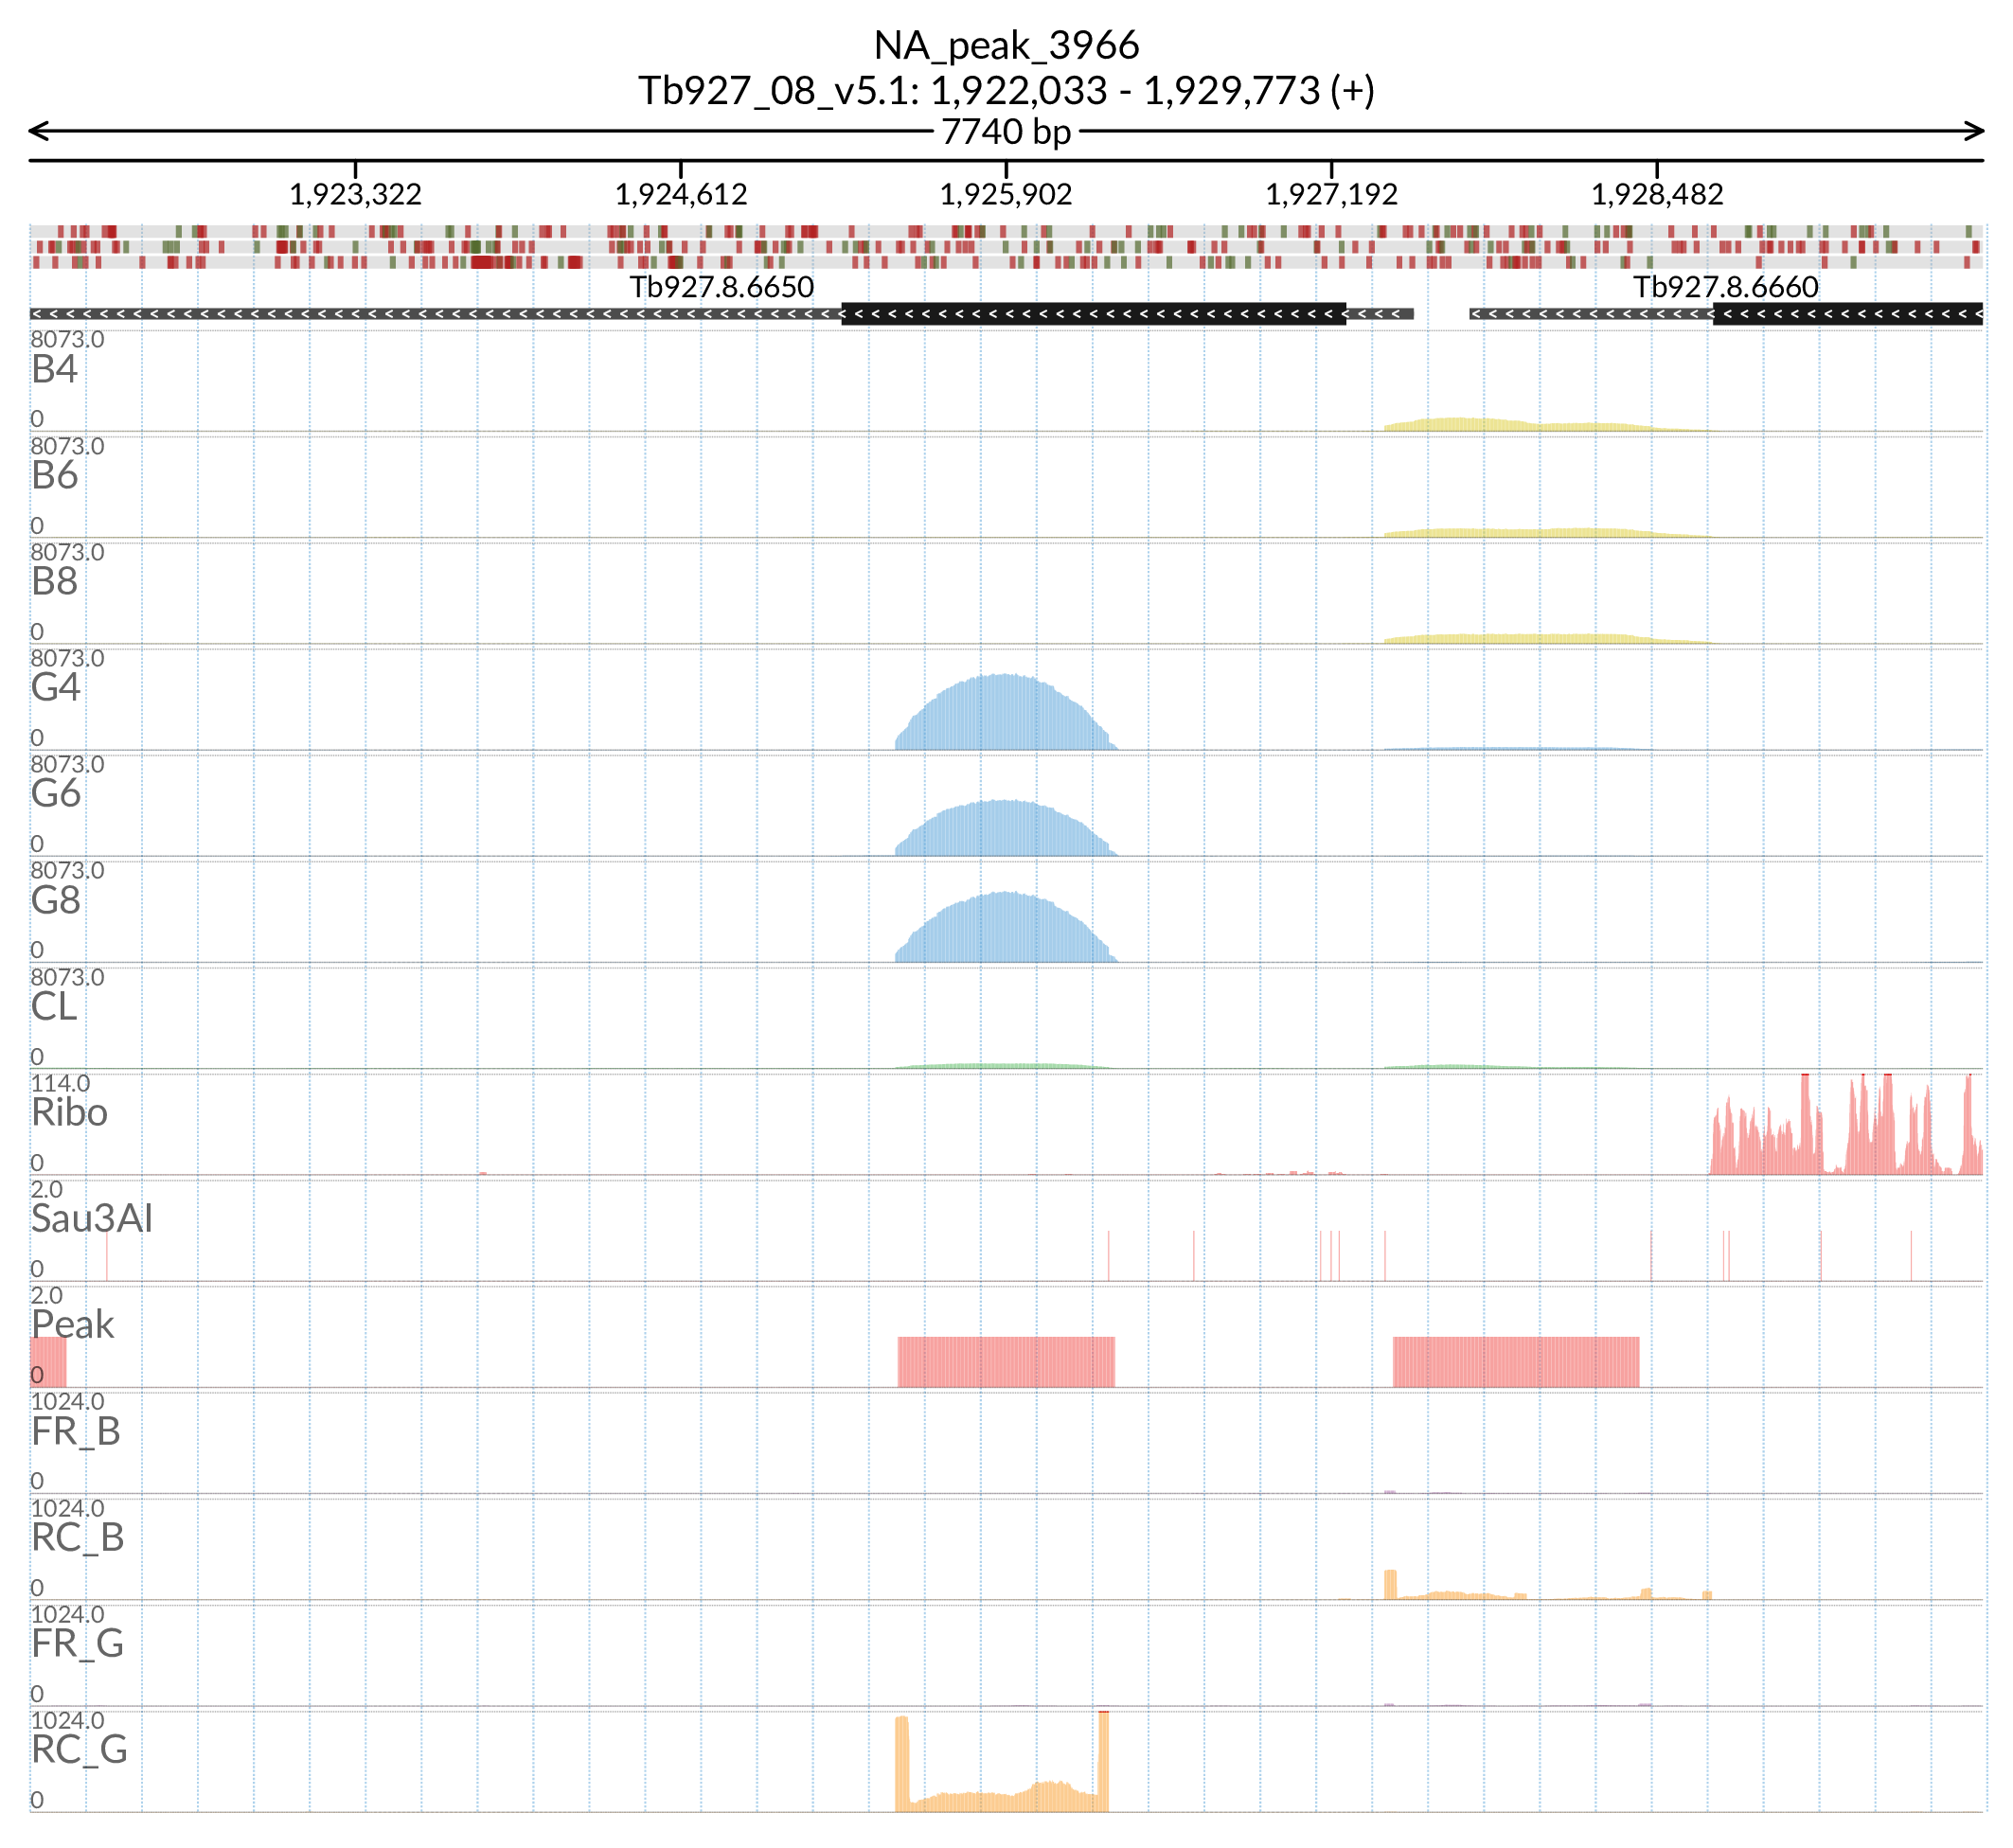 NA_peak_3966
Tb927_08_v5.1: 1,922,033 - 1,929,773 (+)
7740 bp
1,923,322 1,924,612 1,925,902 1,927,192 1,928,482
Tb927.8.6650 Tb927.8.6660
8073.0
B4
0
8073.0
B6
0
8073.0
B8
0
8073.0
G4
0
8073.0
G6
0
8073.0
G8
0
8073.0
CL
0
114.0
Ribo
0
2.0
Sau3AI
0
2.0
Peak
0
1024.0
FR_B
0
1024.0
RC_B
0
1024.0
FR_G
0
1024.0
RC_G
0